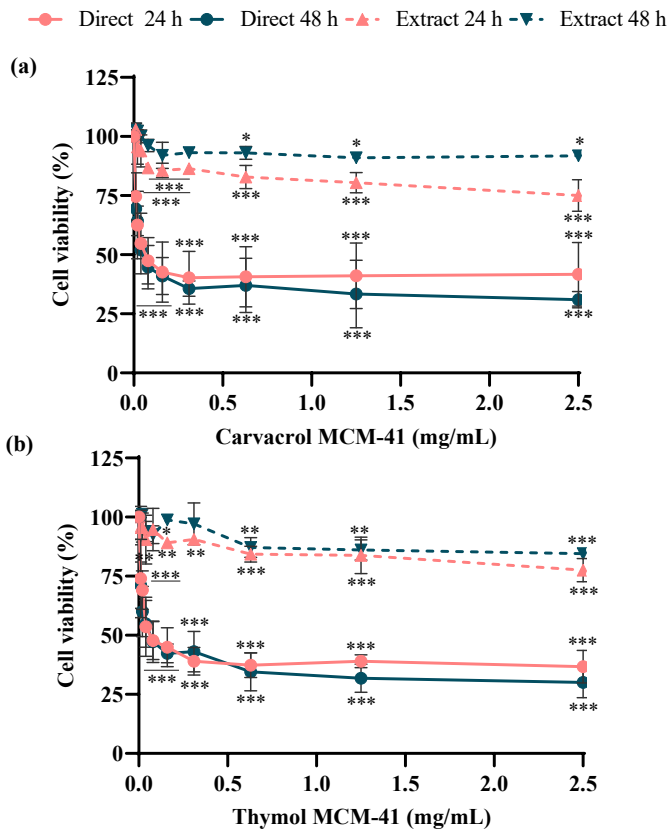 Direct 24 h Direct 48 h Extract 24 h Extract 48 h
(a)
125
100
75
50
25
0
Cell viability (%)
* * *
***
***
*** *** ***
*** *** *** ***
*** *** *** *** ***
0.0 0.5 1.0 1.5 2.0 2.5
Carvacrol MCM-41 (mg/mL)
(b)
125
100
75
50
25
0
Cell viability (%)
* ** ** ***
** ** ** *** *** ***
***
*** *** *** ***
*** *** *** *** ***
0.0 0.5 1.0 1.5 2.0 2.5
Thymol MCM-41 (mg/mL)